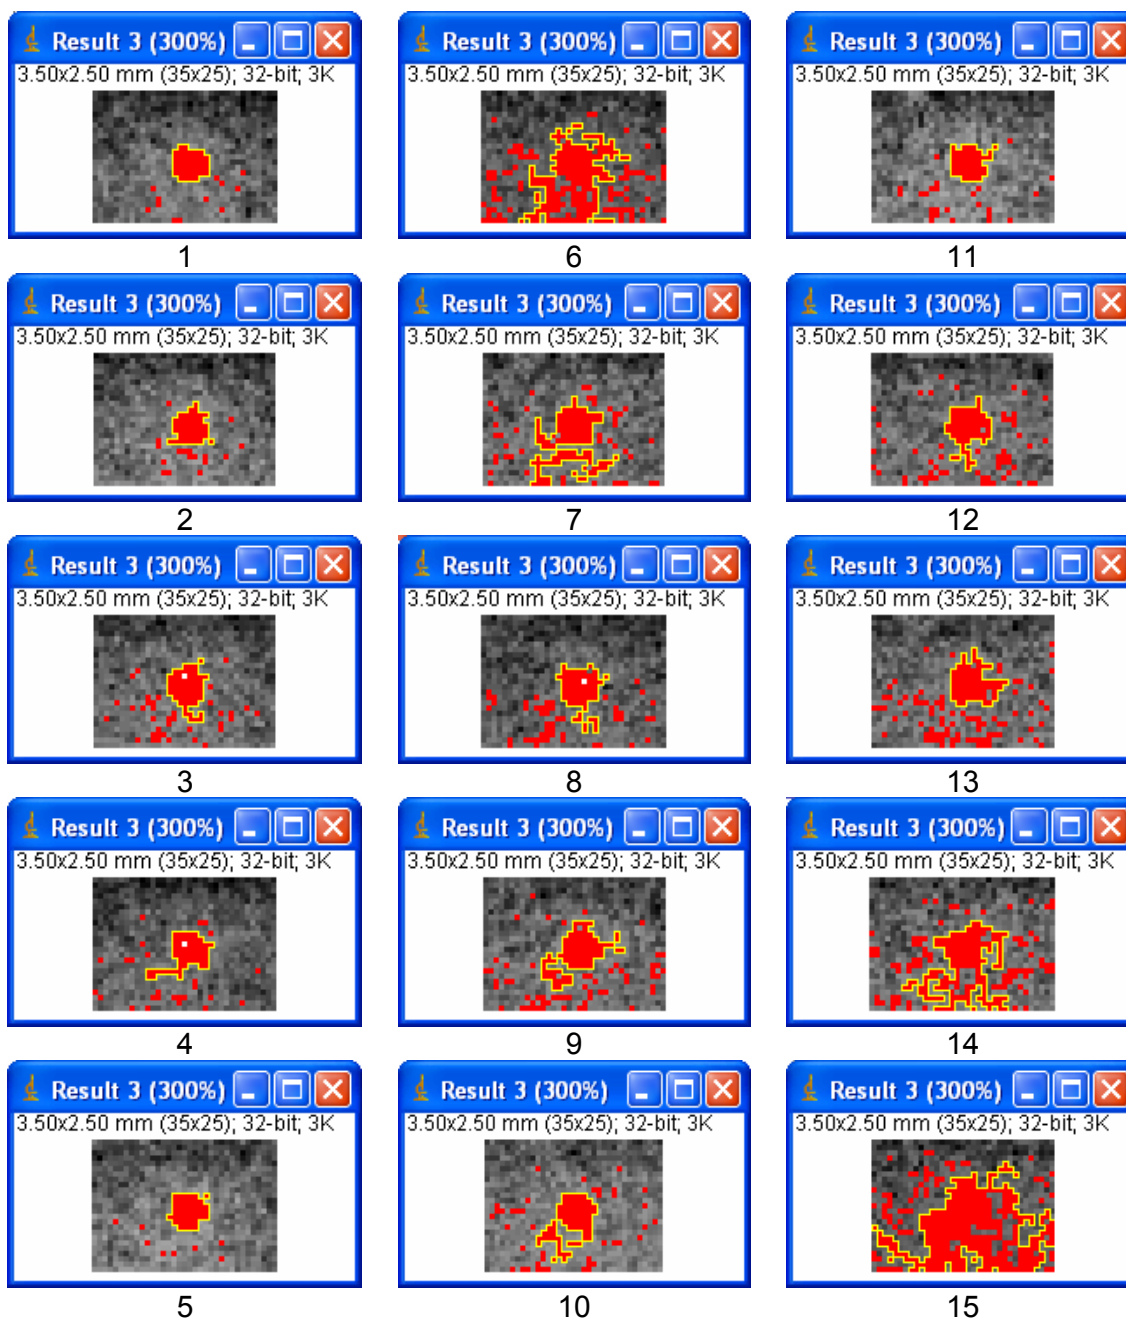 Result 3 (300%)
3.50x2.50 mm (35x25); 32-bit; 3K
1
Result 3 (300%)
3.50x2.50 mm (35x25); 32-bit; 3K
6
Result 3 (300%)
3.50x2.50 mm (35x25); 32-bit; 3K
11
Result 3 (300%)
3.50x2.50 mm (35x25); 32-bit; 3K
2
Result 3 (300%)
3.50x2.50 mm (35x25); 32-bit; 3K
7
Result 3 (300%)
3.50x2.50 mm (35x25); 32-bit; 3K
12
Result 3 (300%)
3.50x2.50 mm (35x25); 32-bit; 3K
3
Result 3 (300%)
3.50x2.50 mm (35x25); 32-bit; 3K
8
Result 3 (300%)
3.50x2.50 mm (35x25); 32-bit; 3K
13
Result 3 (300%)
3.50x2.50 mm (35x25); 32-bit; 3K
4
Result 3 (300%)
3.50x2.50 mm (35x25); 32-bit; 3K
9
Result 3 (300%)
3.50x2.50 mm (35x25); 32-bit; 3K
14
Result 3 (300%)
3.50x2.50 mm (35x25); 32-bit; 3K
5
Result 3 (300%)
3.50x2.50 mm (35x25); 32-bit; 3K
10
Result 3 (300%)
3.50x2.50 mm (35x25); 32-bit; 3K
15